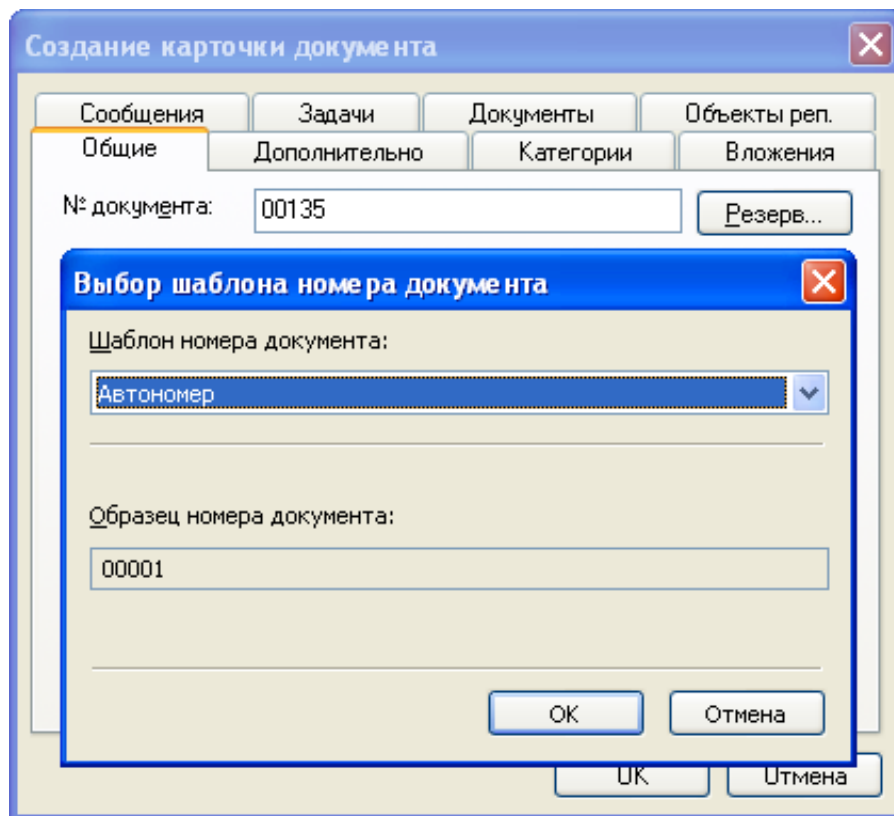 Создание карточки документа
Сообщения Задачи Документы Объекты реп.
Общие Дополнительно Категории Вложения
№ документа: 00135 Резерв...
Выбор шаблона номера документа
Шаблон номера документа:
Автономер
Образец номера документа:
00001
OK Отмена
OK Отмена